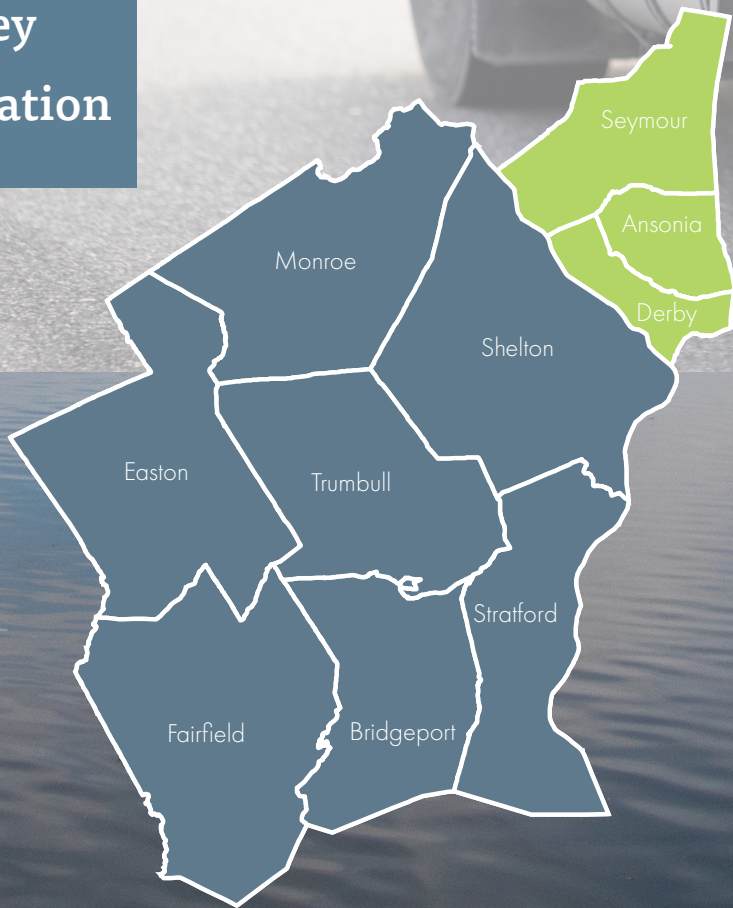 ey
ation
Seymour
Ansonia
Monroe
Derby
Shelton
Easton
Trumbull
Stratford
Fairfield
Bridgeport